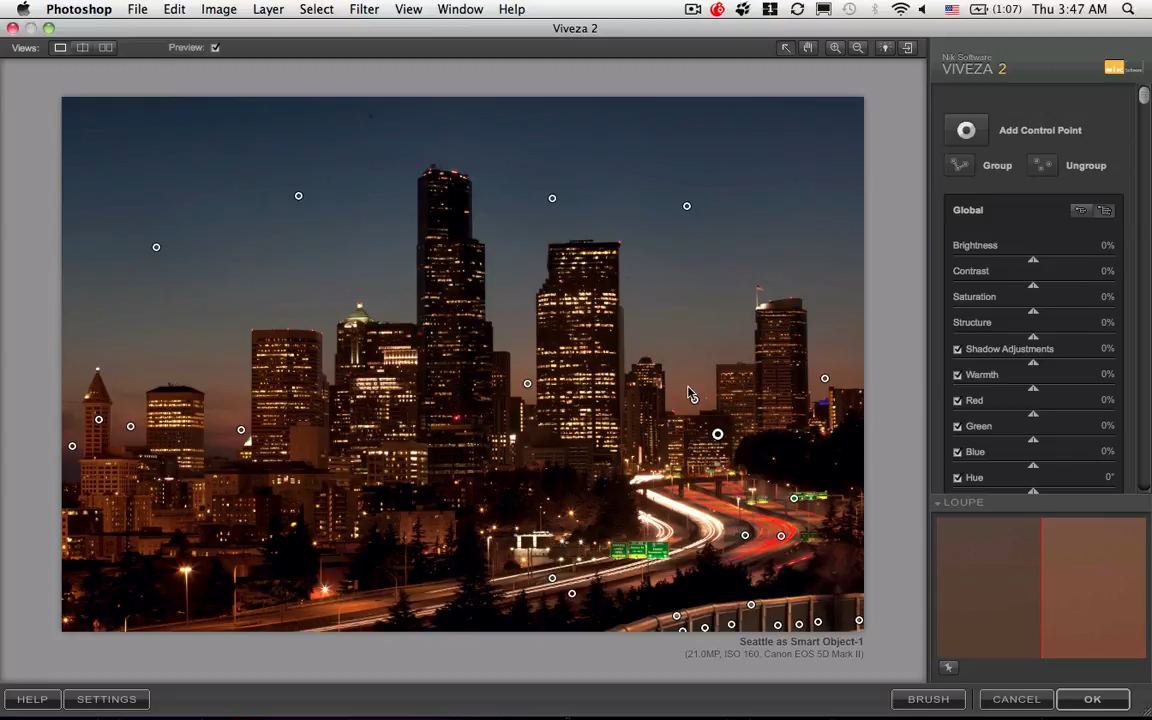 Photoshop File Edit Image Layer Select Filter View Window Help (1:07) Thu 3:47 AM
Viveza 2
Views: Preview:
Nik Software
VIVEZA 2
Add Control Point
Group Ungroup
Global
Brightness 0%
Contrast 0%
Saturation 0%
Structure 0%
Shadow Adjustments 0%
Warmth 0%
Red 0%
Green 0%
Blue 0%
Hue 0°
LOUPE
Seattle as Smart Object-1
(21.0MP, ISO 160, Canon EOS 5D Mark II)
HELP SETTINGS BRUSH CANCEL OK